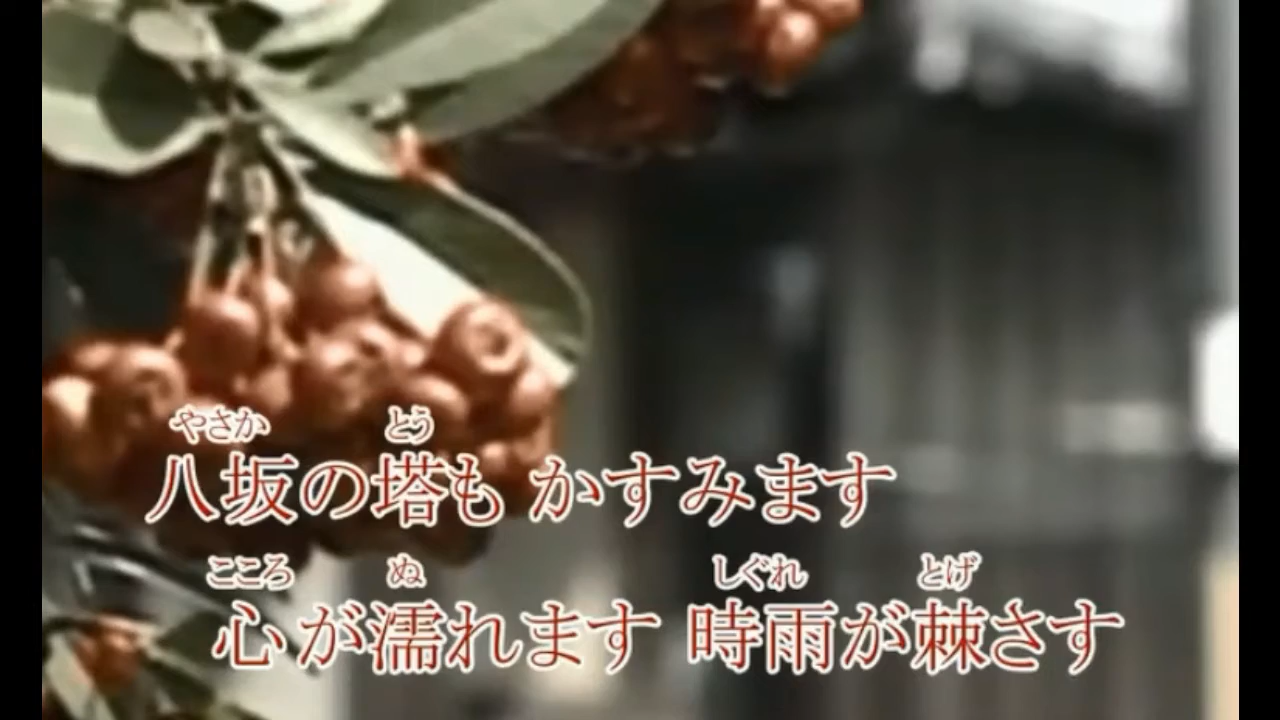 やさか とう
八坂の塔も かすみます
こころ ぬ しぐれ とげ
心が濡れます 時雨が棘さす